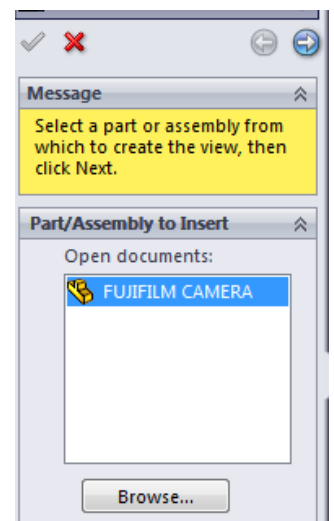 Message
Select a part or assembly from
which to create the view, then
click Next.
Part/Assembly to Insert
Open documents:
FUJIFILM CAMERA
Browse...